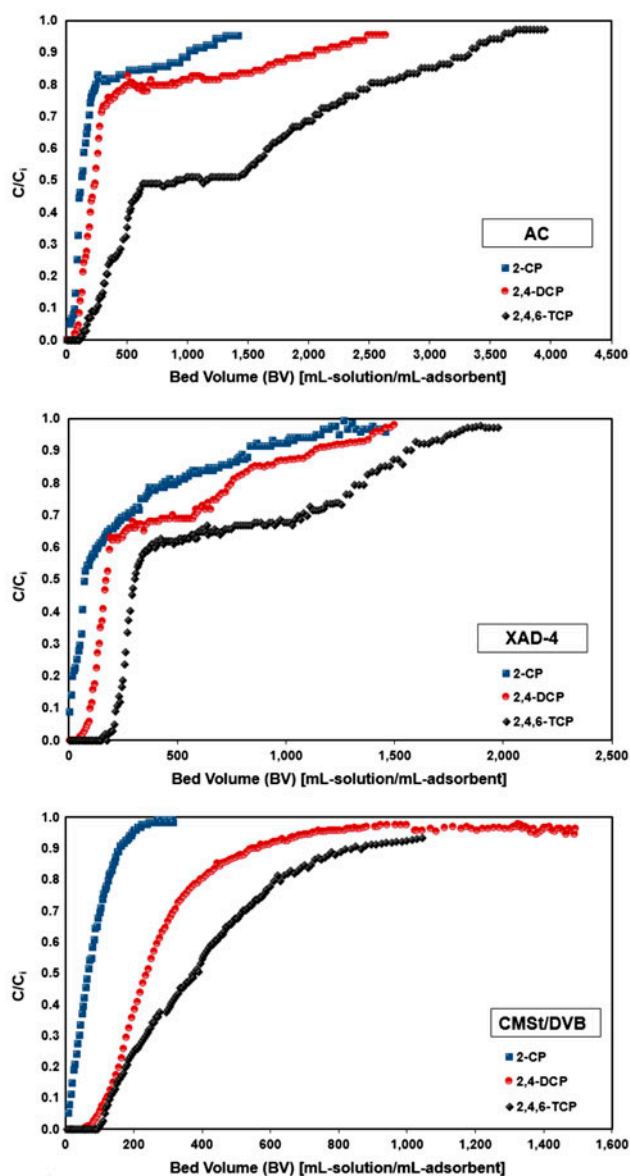 1.0
0.9
0.8
0.7
0.6
0.5
0.4
0.3
0.2
0.1
0.0
C/Ci
0 500 1,000 1,500 2,000 2,500 3,000 3,500 4,000 4,500
Bed Volume (BV) [mL-solution/mL-adsorbent]
AC
2-CP
2,4-DCP
2,4,6-TCP
1.0
0.9
0.8
0.7
0.6
0.5
0.4
0.3
0.2
0.1
0.0
C/Ci
0 500 1,000 1,500 2,000 2,500
Bed Volume (BV) [mL-solution/mL-adsorbent]
XAD-4
2-CP
2,4-DCP
2,4,6-TCP
1.0
0.9
0.8
0.7
0.6
0.5
0.4
0.3
0.2
0.1
0.0
C/Ci
0 200 400 600 800 1,000 1,200 1,400 1,600
Bed Volume (BV) [mL-solution/mL-adsorbent]
CMSt/DVB
2-CP
2,4-DCP
2,4,6-TCP